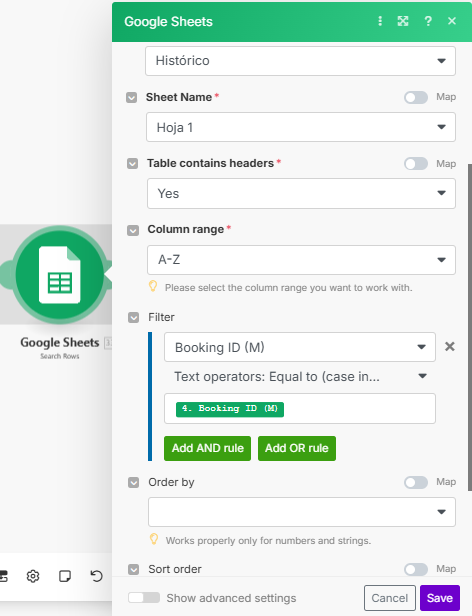 Google Sheets
Histórico
Sheet Name *
Map
Hoja 1
Table contains headers *
Map
Yes
Column range *
A-Z
Please select the column range you want to work with.
Filter
Booking ID (M)
Text operators: Equal to (case in...
4. Booking ID (M)
Add AND rule
Add OR rule
Order by
Map
Works properly only for numbers and strings.
Sort order
Map
Show advanced settings
Cancel
Save
Google Sheets
Search Rows